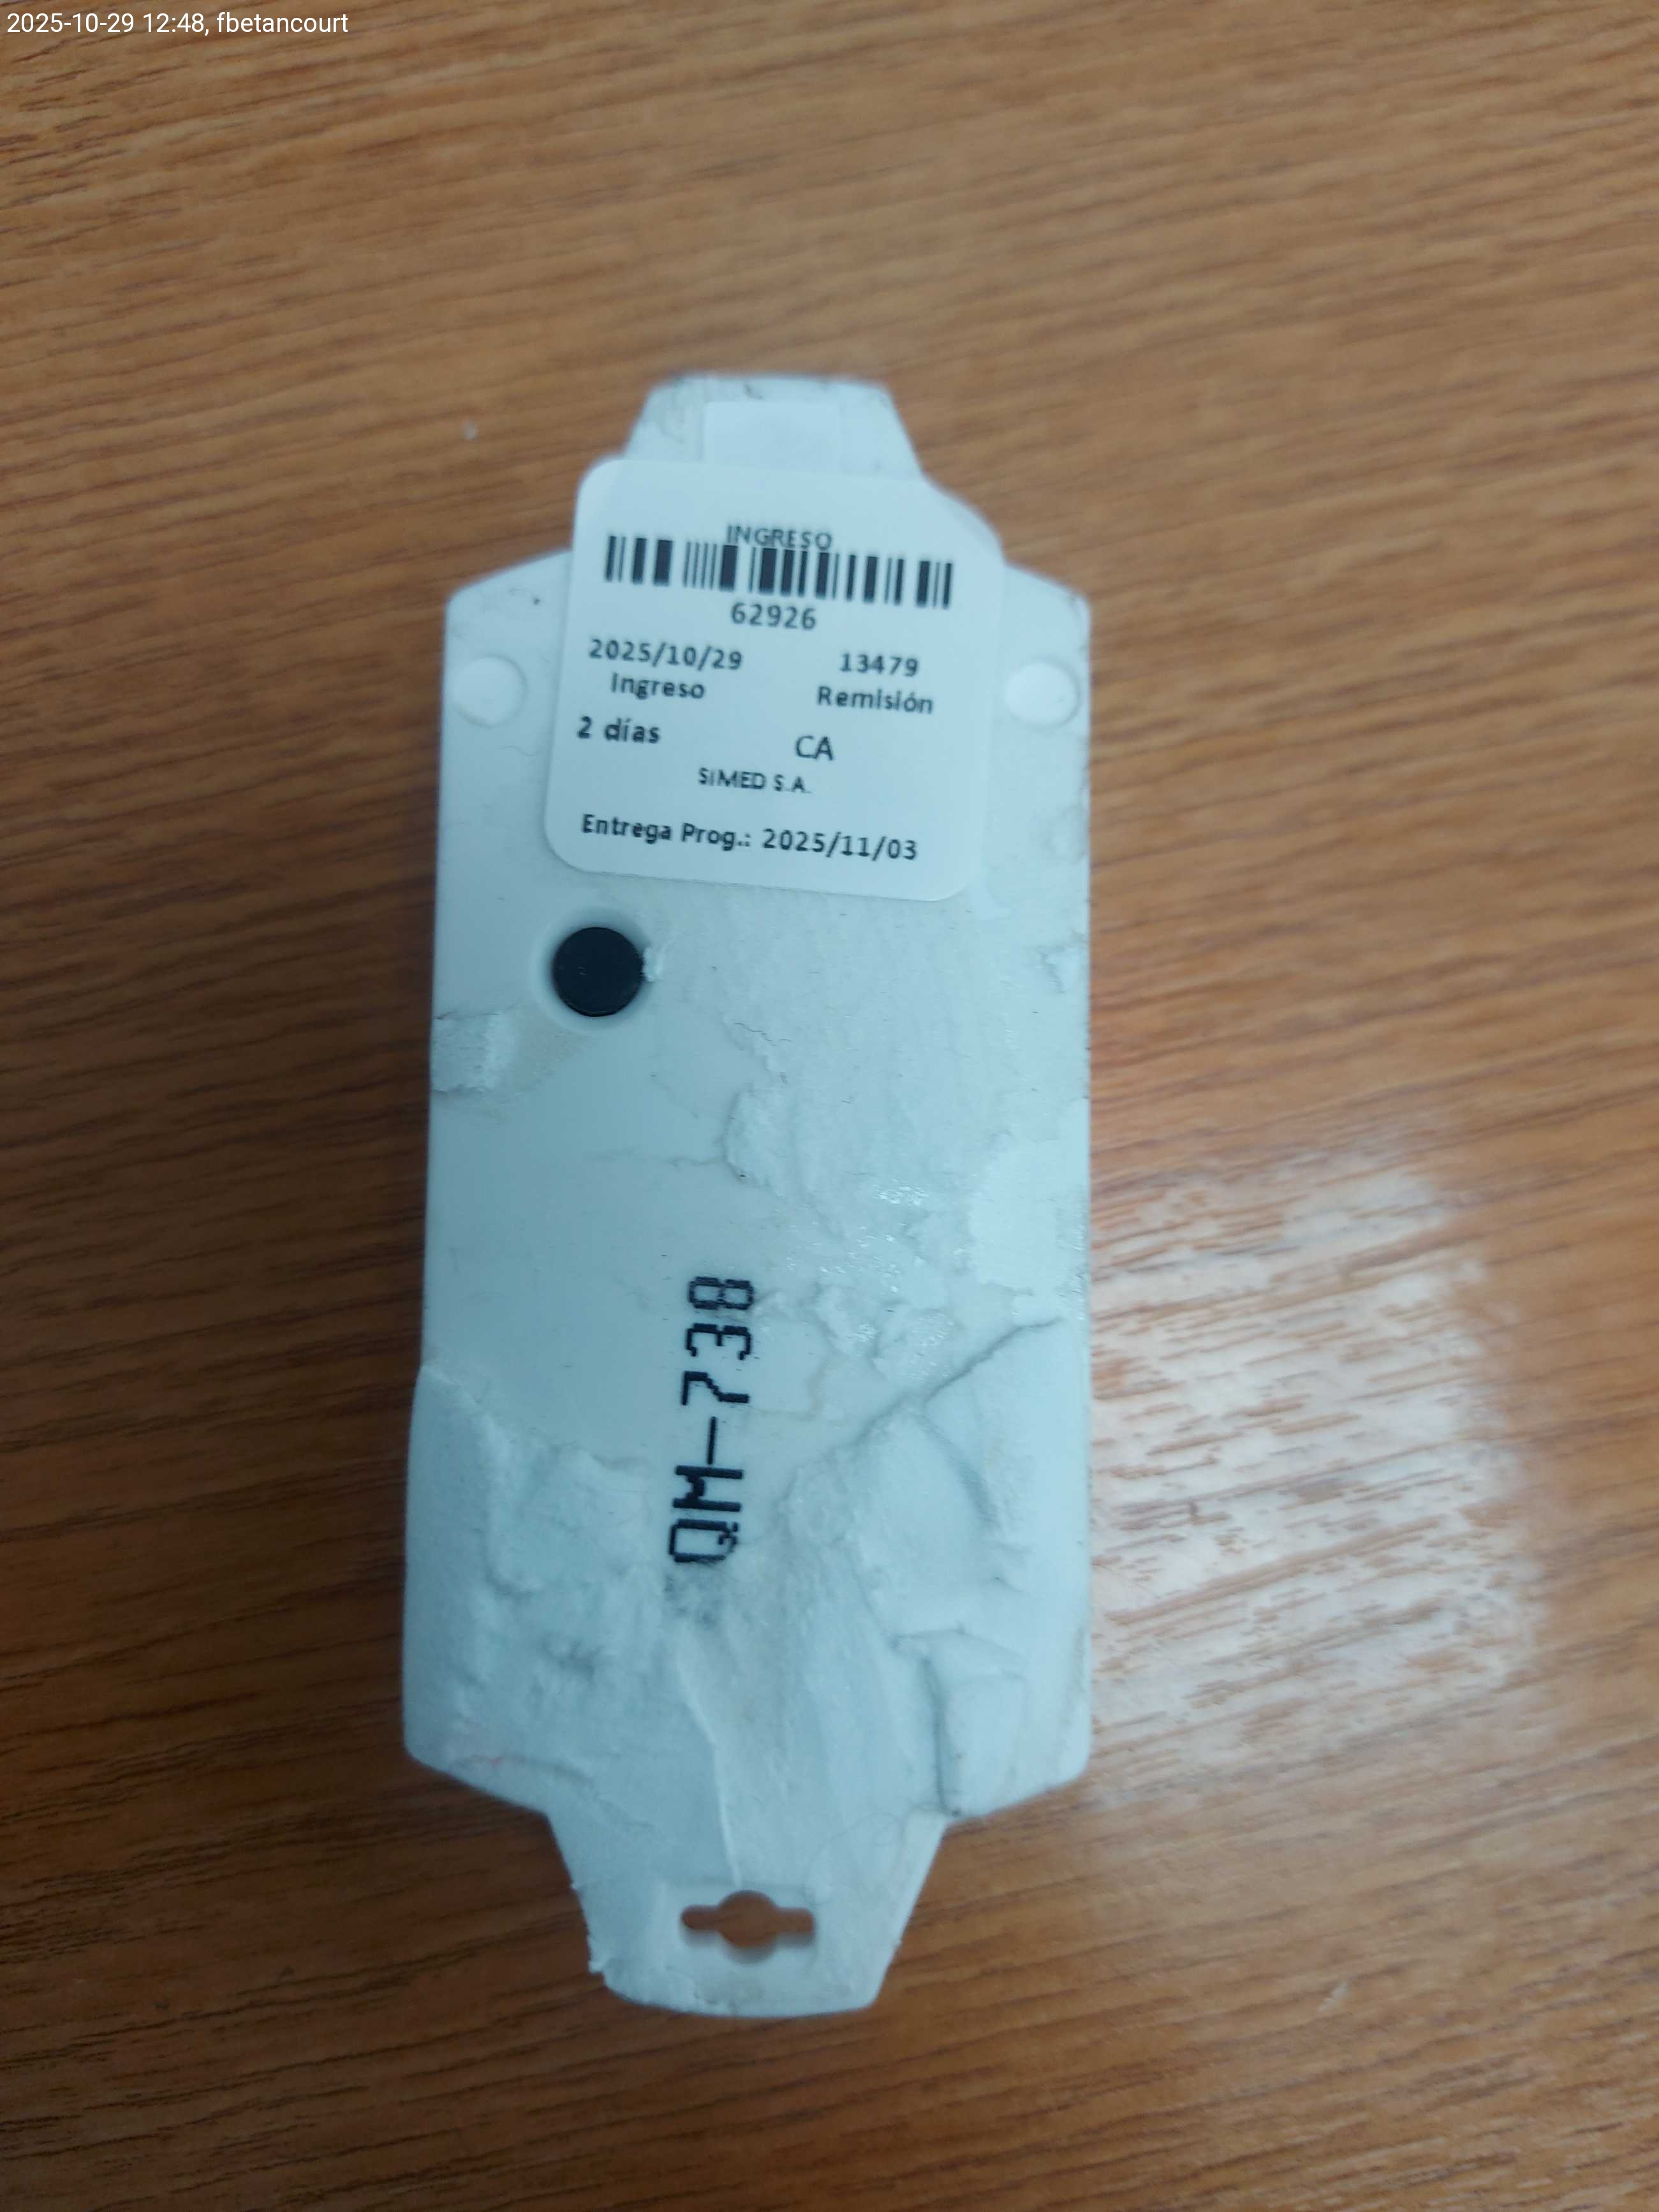 2025-10-29 12:48, fbetancourt
INGRESO
62926
2025/10/29 13479
Ingreso Remisión
2 días CA
SIMED S.A.
Entrega Prog.: 2025/11/03
QM-738